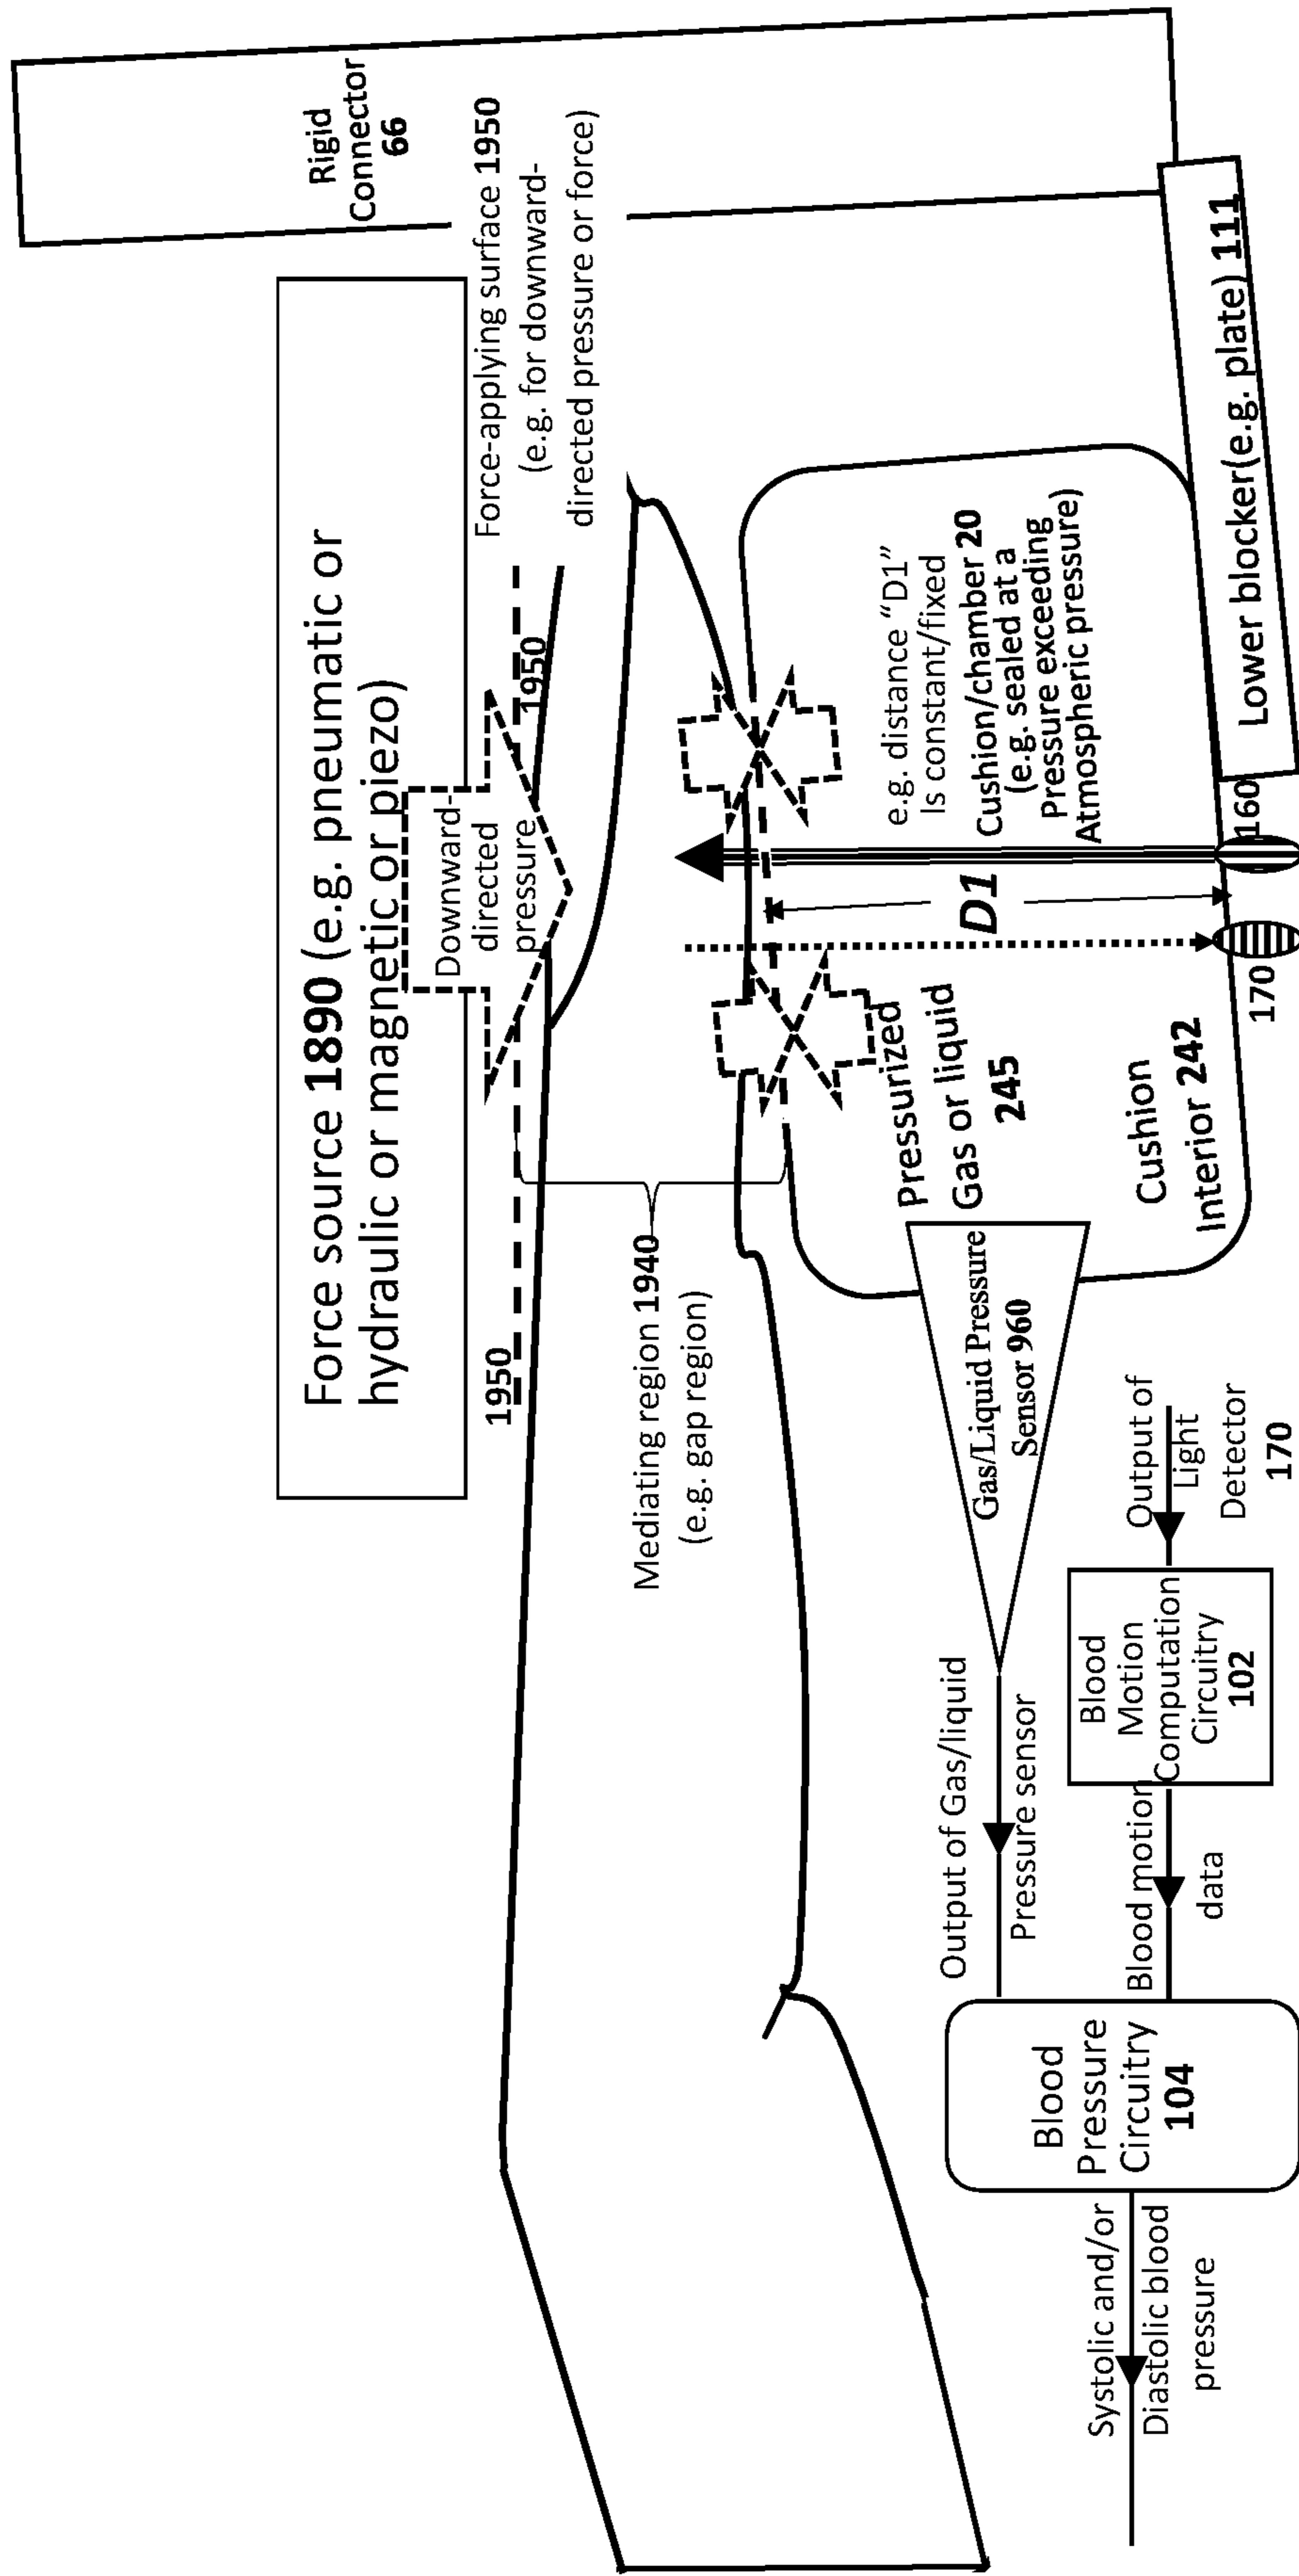 Force source 1890 (e.g. pneumatic or
hydraulic or magnetic or piezo)
Rigid
Connector
66
Downward-
directed
pressure
1950
1950
Force-applying surface 1950
(e.g. for downward-
directed pressure or force)
Mediating region 1940
(e.g. gap region)
Pressurized
Gas or liquid
245
Cushion
Interior 242
D1
e.g. distance “D1”
Is constant/fixed
Cushion/chamber 20
(e.g. sealed at a
Pressure exceeding
Atmospheric pressure)
170
160
Lower blocker(e.g. plate) 111
Gas/Liquid Pressure
Sensor 960
Output of Gas/liquid
Pressure sensor
Output of
Light
Detector
170
Blood
Motion
Computation
Circuitry
102
Blood motion
data
Blood
Pressure
Circuitry
104
Systolic and/or
Diastolic blood
pressure